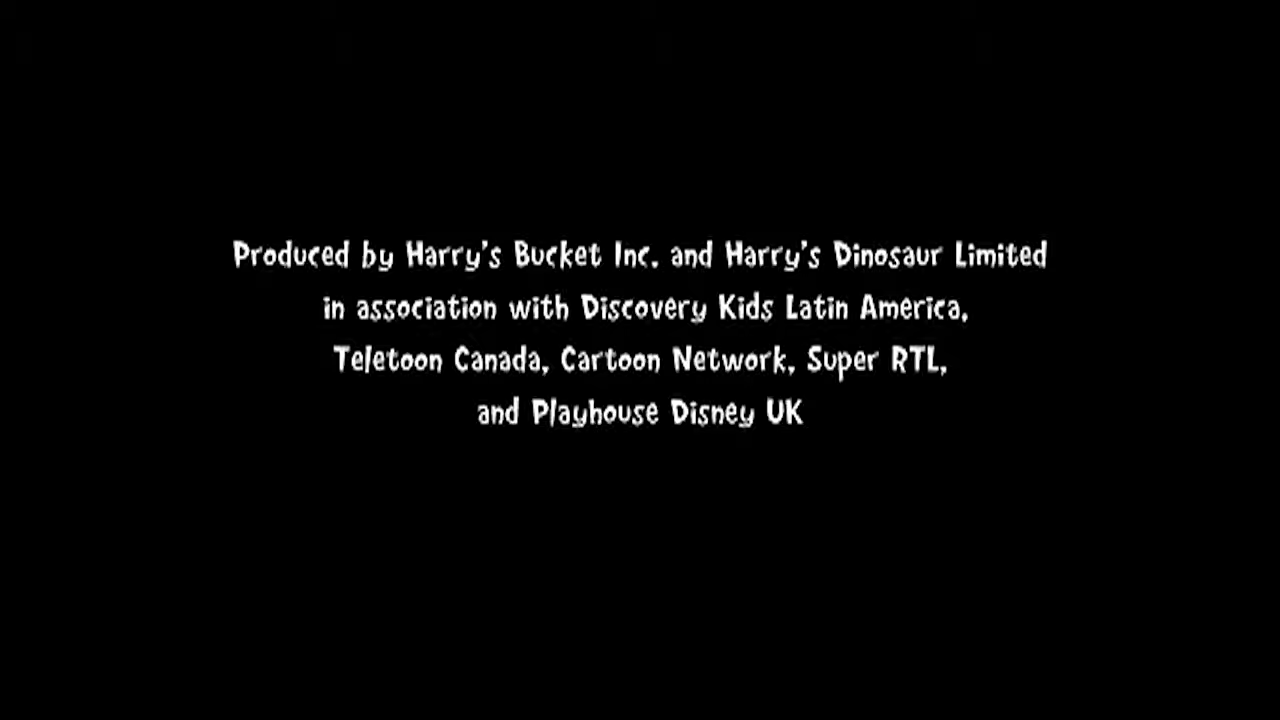 Produced by Harry's Bucket Inc. and Harry's Dinosaur Limited
in association with Discovery Kids Latin America,
Teletoon Canada, Cartoon Network, Super RTL,
and Playhouse Disney UK